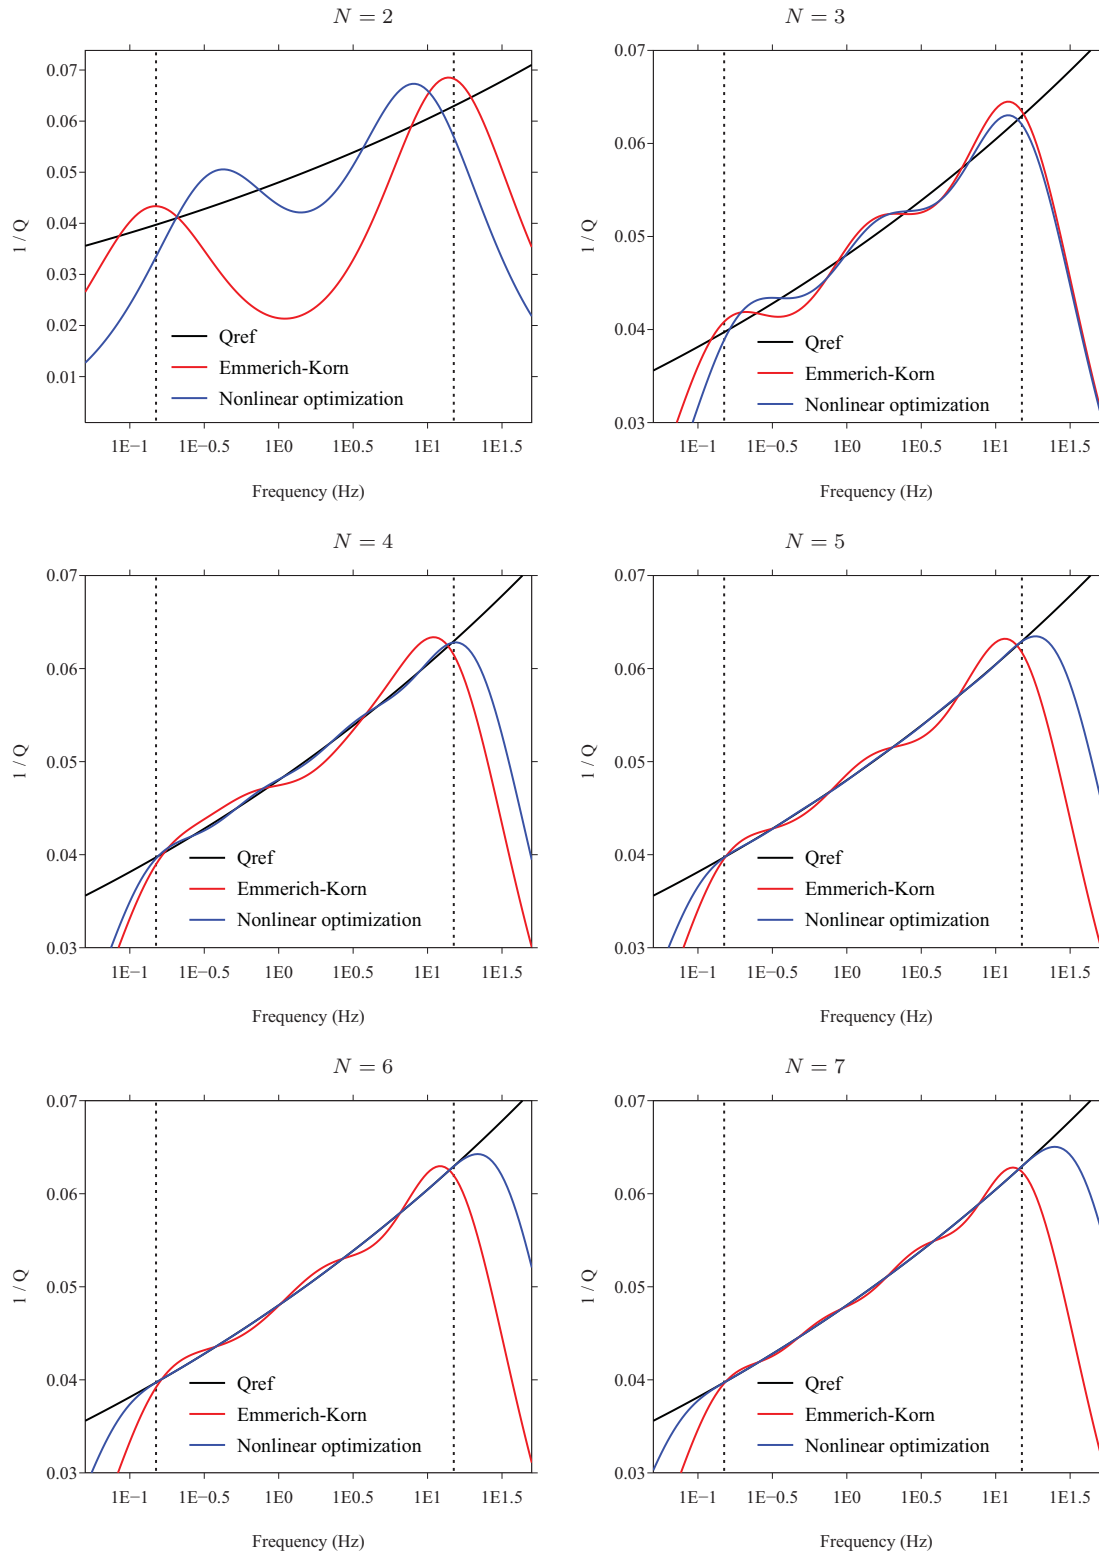 N = 2
0.07
0.06
0.05
0.04
0.03
0.02
0.01
1 / Q
Qref
Emmerich-Korn
Nonlinear optimization
1E−1 1E−0.5 1E0 1E0.5 1E1 1E1.5
Frequency (Hz)
N = 3
0.07
0.06
0.05
0.04
0.03
1 / Q
Qref
Emmerich-Korn
Nonlinear optimization
1E−1 1E−0.5 1E0 1E0.5 1E1 1E1.5
Frequency (Hz)
N = 4
0.07
0.06
0.05
0.04
0.03
1 / Q
Qref
Emmerich-Korn
Nonlinear optimization
1E−1 1E−0.5 1E0 1E0.5 1E1 1E1.5
Frequency (Hz)
N = 5
0.07
0.06
0.05
0.04
0.03
1 / Q
Qref
Emmerich-Korn
Nonlinear optimization
1E−1 1E−0.5 1E0 1E0.5 1E1 1E1.5
Frequency (Hz)
N = 6
0.07
0.06
0.05
0.04
0.03
1 / Q
Qref
Emmerich-Korn
Nonlinear optimization
1E−1 1E−0.5 1E0 1E0.5 1E1 1E1.5
Frequency (Hz)
N = 7
0.07
0.06
0.05
0.04
0.03
1 / Q
Qref
Emmerich-Korn
Nonlinear optimization
1E−1 1E−0.5 1E0 1E0.5 1E1 1E1.5
Frequency (Hz)